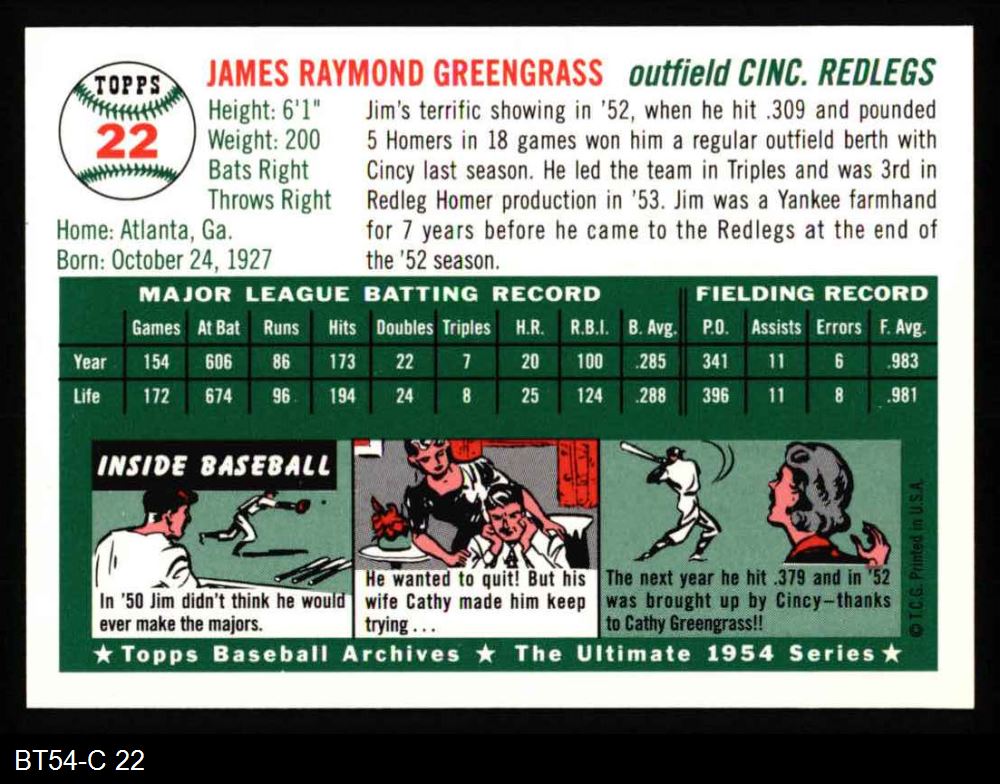 TOPPS
22
JAMES RAYMOND GREENGRASS outfield CINC. REDLEGS
Height: 6'1"
Weight: 200
Bats Right
Throws Right
Home: Atlanta, Ga.
Born: October 24, 1927
Jim's terrific showing in '52, when he hit .309 and pounded
5 Homers in 18 games won him a regular outfield berth with
Cincy last season. He led the team in Triples and was 3rd in
Redleg Homer production in '53. Jim was a Yankee farmhand
for 7 years before he came to the Redlegs at the end of
the '52 season.
MAJOR LEAGUE BATTING RECORD FIELDING RECORD
Games At Bat Runs Hits Doubles Triples H.R. R.B.I. B. Avg. P.O. Assists Errors F. Avg.
Year 154 606 86 173 22 7 20 100 .285 341 11 6 .983
Life 172 674 96 194 24 8 25 124 .288 396 11 8 .981
INSIDE BASEBALL
In '50 Jim didn't think he would
ever make the majors.
He wanted to quit! But his
wife Cathy made him keep
trying...
The next year he hit .379 and in '52
was brought up by Cincy—thanks
to Cathy Greengrass!!
© T.C.G. Printed in U.S.A.
★ Topps Baseball Archives ★ The Ultimate 1954 Series ★
BT54-C 22